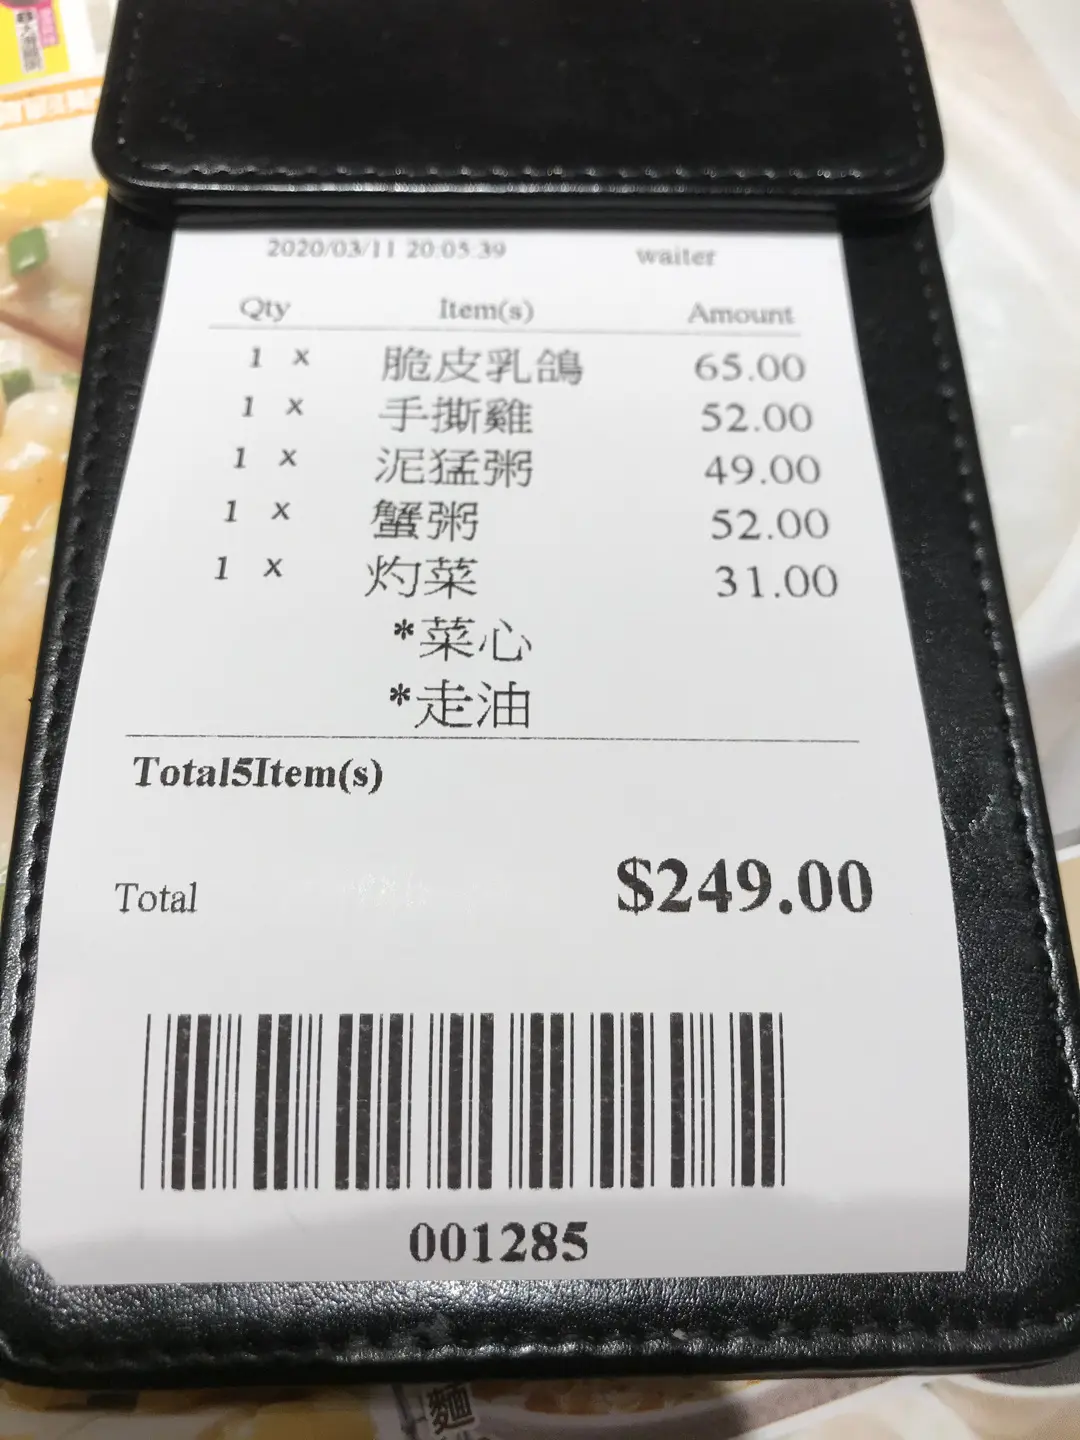 2020/03/11 20:05:39 waiter
Qty Item(s) Amount
1 x 脆皮乳鴿 65.00
1 x 手撕雞 52.00
1 x 泥猛粥 49.00
1 x 蟹粥 52.00
1 x 灼菜 31.00
*菜心
*走油
Total5Item(s)
Total $249.00
001285
麵